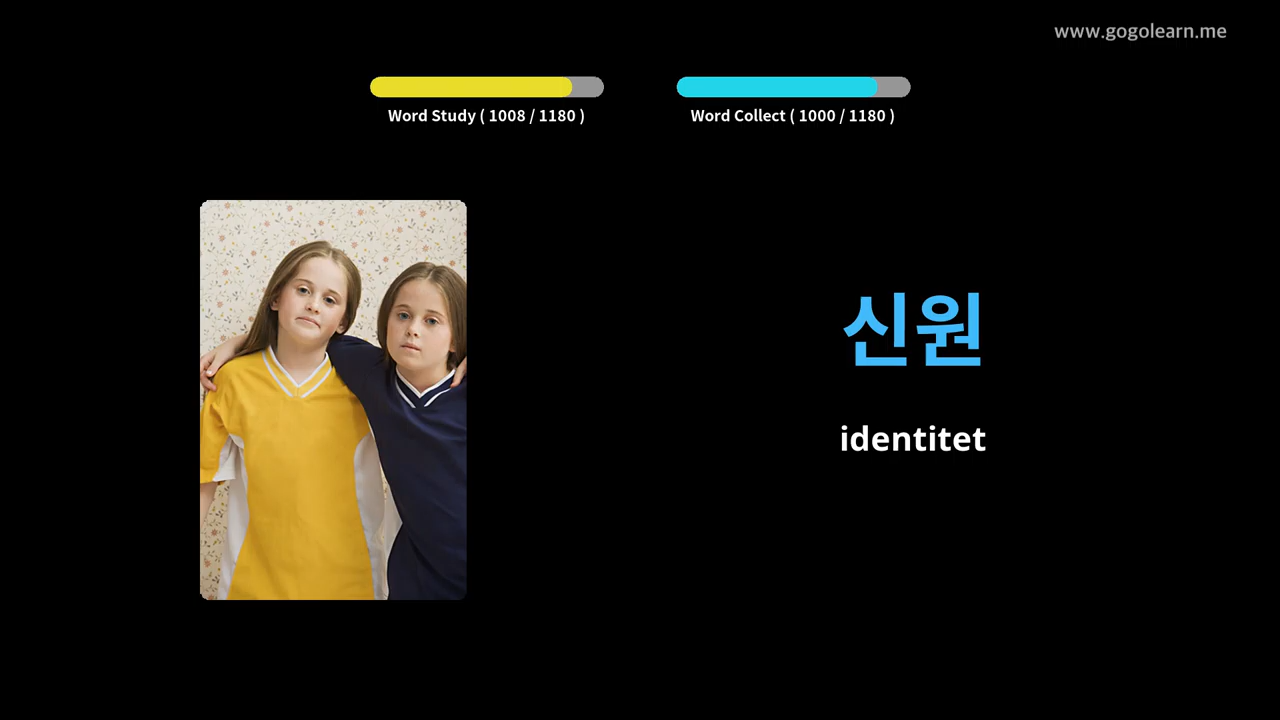 www.gogolearn.me
Word Study ( 1008 / 1180 )
Word Collect ( 1000 / 1180 )
신원
identitet